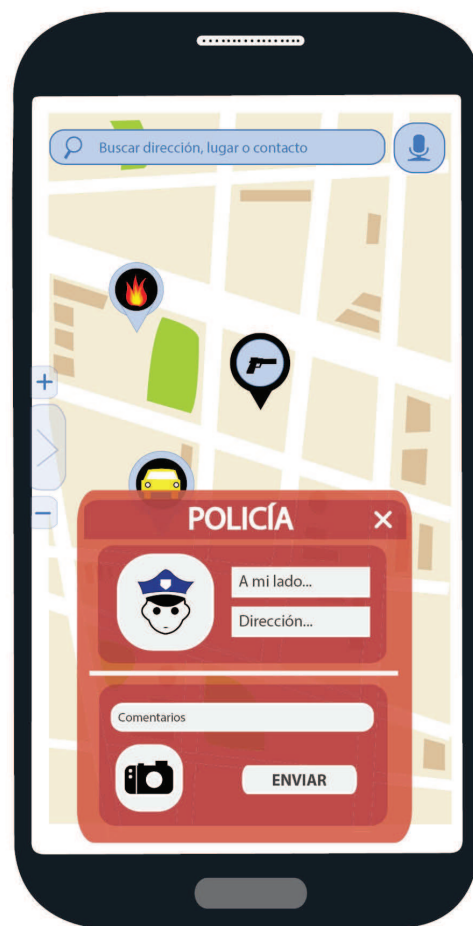 Buscar dirección, lugar o contacto
POLICÍA
A mi lado...
Dirección...
Comentarios
ENVIAR